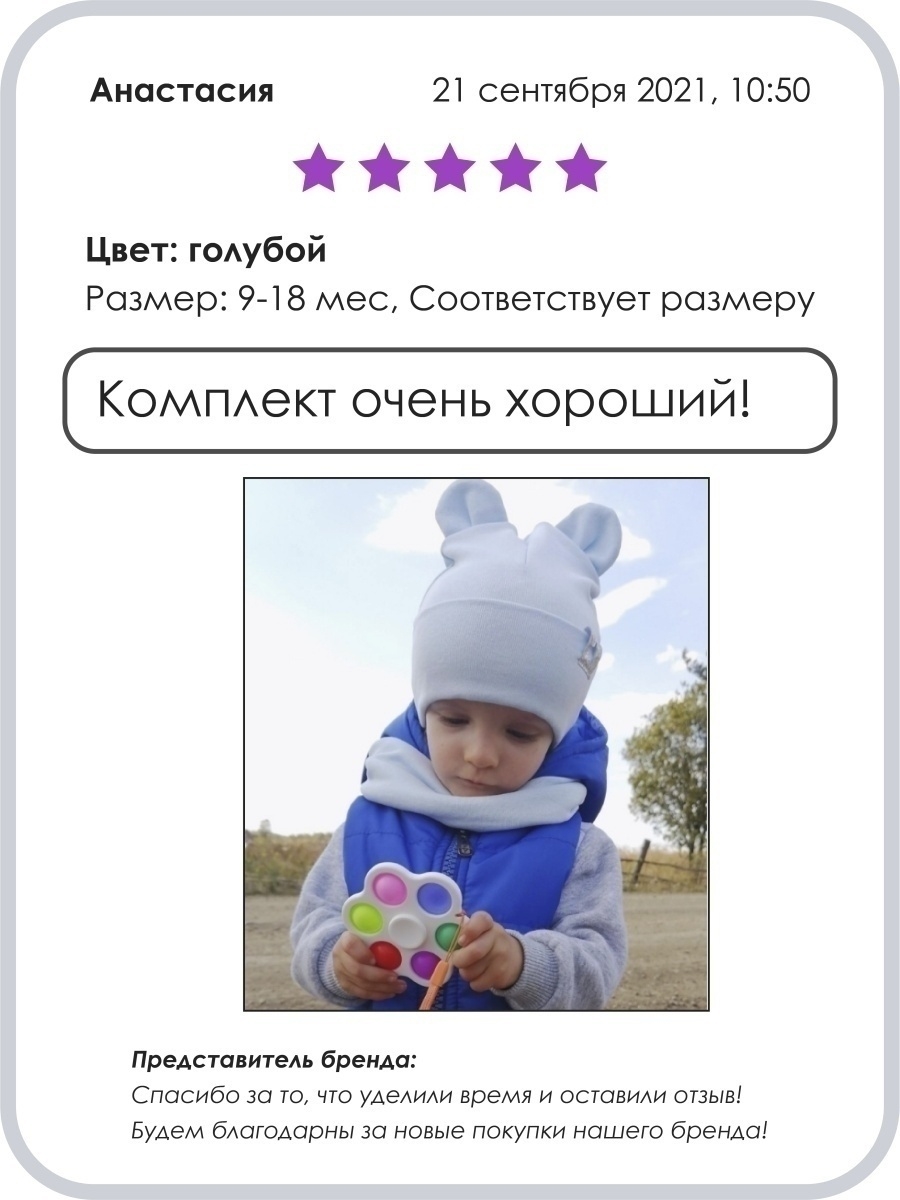 Анастасия 21 сентября 2021, 10:50
Цвет: голубой
Размер: 9-18 мес, Соответствует размеру
Комплект очень хороший!
Представитель бренда:
Спасибо за то, что уделили время и оставили отзыв!
Будем благодарны за новые покупки нашего бренда!